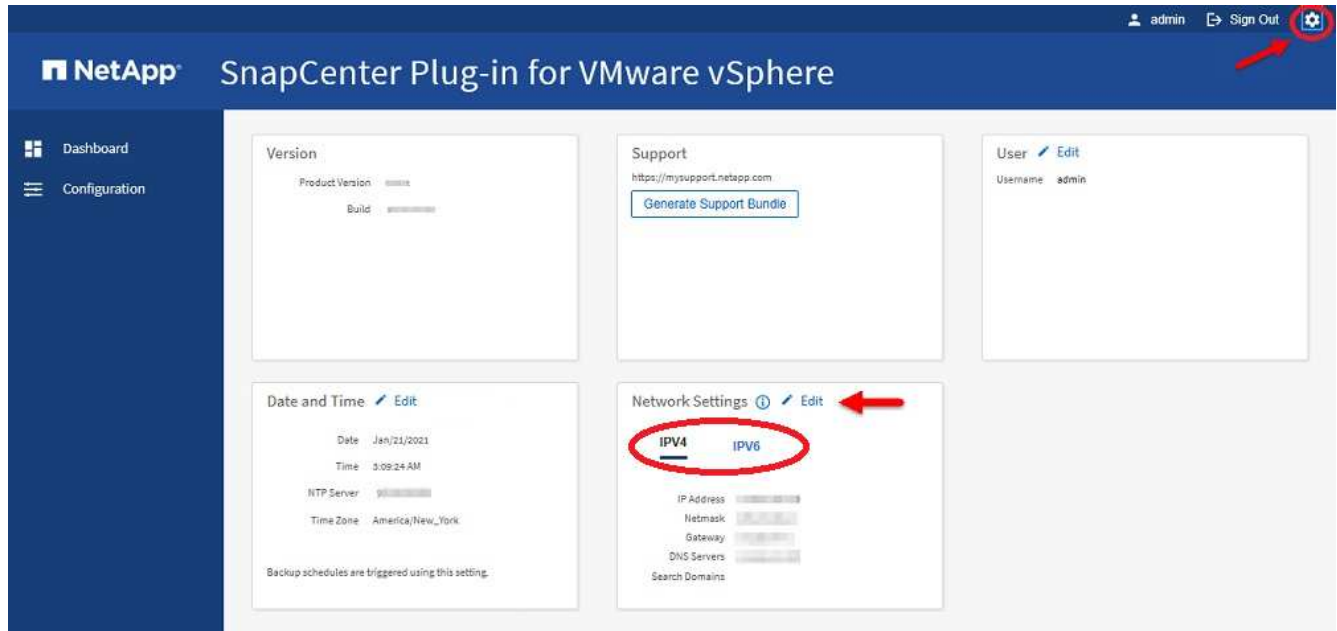 admin Sign Out
NetApp SnapCenter Plug-in for VMware vSphere
Dashboard
Configuration
Version
Product Version
Build
Support
https://mysupport.netapp.com
Generate Support Bundle
User Edit
Username admin
Date and Time Edit
Date Jan/21/2021
Time 3:09:24 AM
NTP Server
Time Zone America/New_York
Backup schedules are triggered using this setting.
Network Settings Edit
IPV4 IPV6
IP Address
Netmask
Gateway
DNS Servers
Search Domains